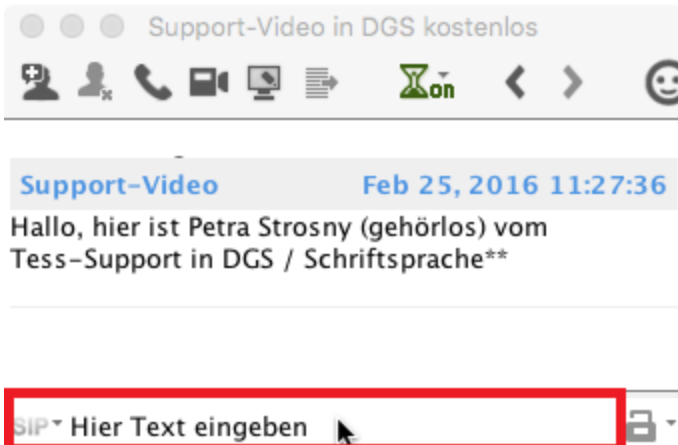 Support-Video in DGS kostenlos
on
Support-Video Feb 25, 2016 11:27:36
Hallo, hier ist Petra Strosny (gehörlos) vom
Tess-Support in DGS / Schriftsprache**
SIP Hier Text eingeben